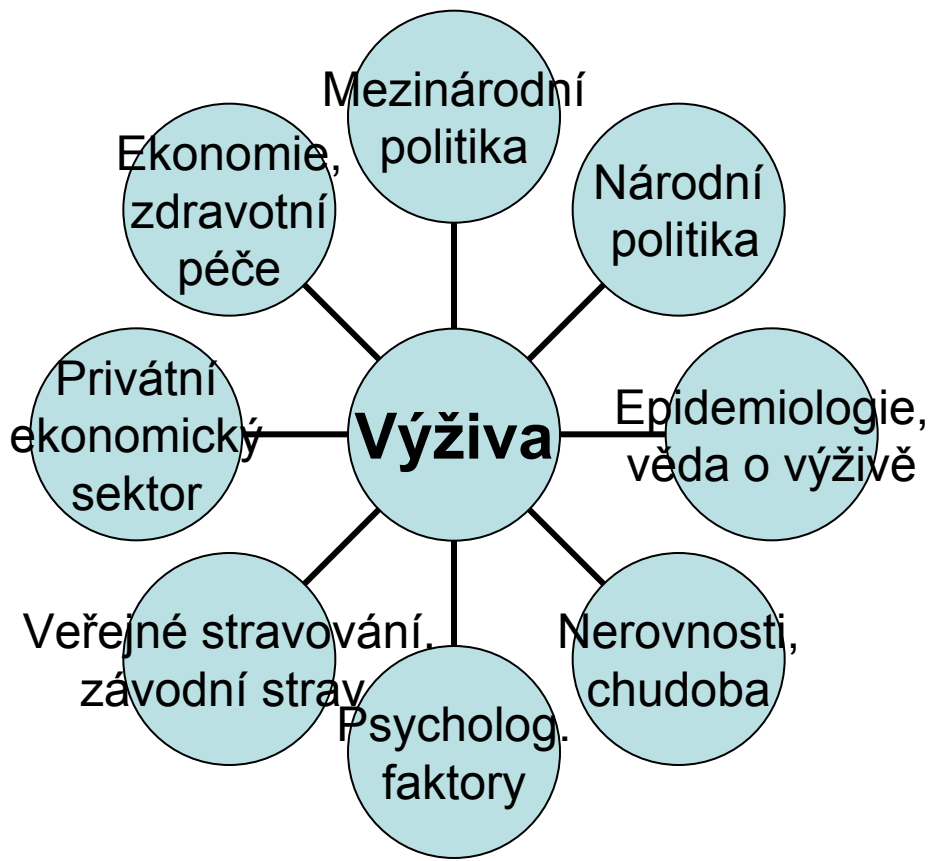 Mezinárodní
politika
Národní
politika
Epidemiologie,
věda o výživě
Nerovnosti,
chudoba
Psycholog.
faktory
Veřejné stravování,
závodní strav
Privátní
ekonomický
sektor
Ekonomie,
zdravotní
péče
Výživa